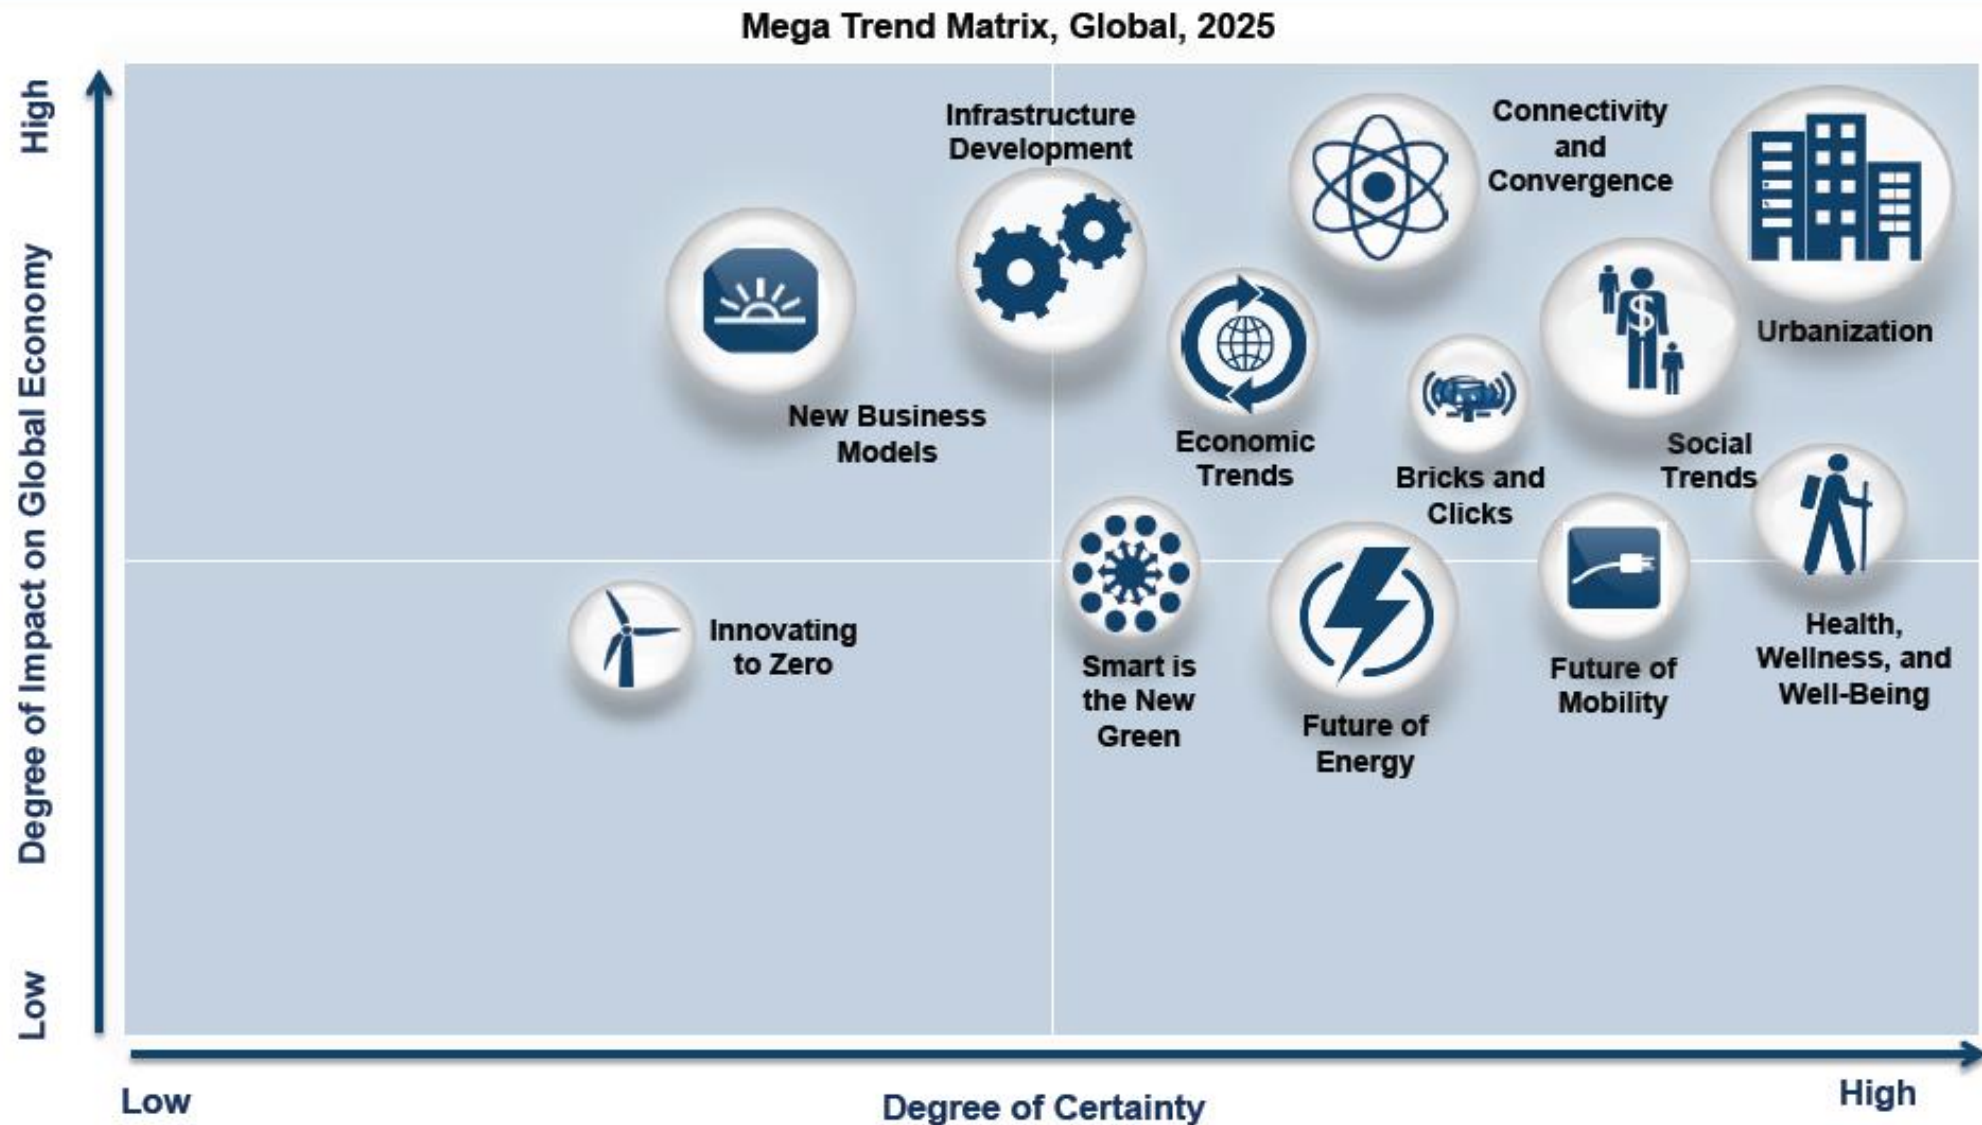 Mega Trend Matrix, Global, 2025
High
Degree of Impact on Global Economy
Low
Infrastructure
Development
Connectivity
and
Convergence
Urbanization
New Business
Models
Economic
Trends
Bricks and
Clicks
Social
Trends
$
Innovating
to Zero
Smart is
the New
Green
Future of
Energy
Future of
Mobility
Health,
Wellness, and
Well-Being
Low
Degree of Certainty
High